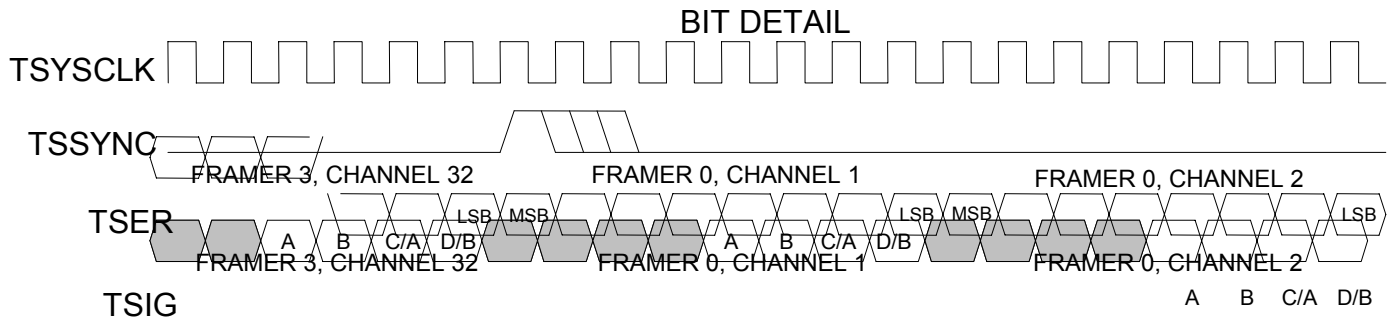 BIT DETAIL
TSYSCLK
TSSYNC
FRAMER 3, CHANNEL 32 FRAMER 0, CHANNEL 1 FRAMER 0, CHANNEL 2
TSER LSB MSB LSB MSB LSB
A B C/A D/B A B C/A D/B
FRAMER 3, CHANNEL 32 FRAMER 0, CHANNEL 1 FRAMER 0, CHANNEL 2
TSIG A B C/A D/B